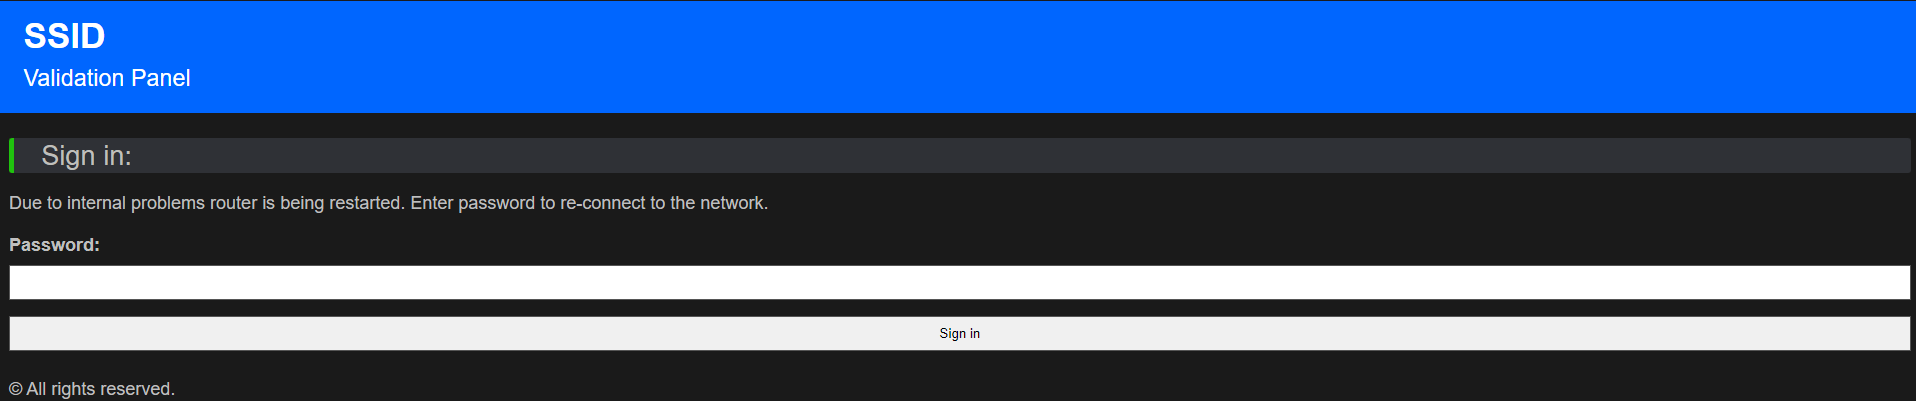 SSID
Validation Panel
Sign in:
Due to internal problems router is being restarted. Enter password to re-connect to the network.
Password:
Sign in
© All rights reserved.